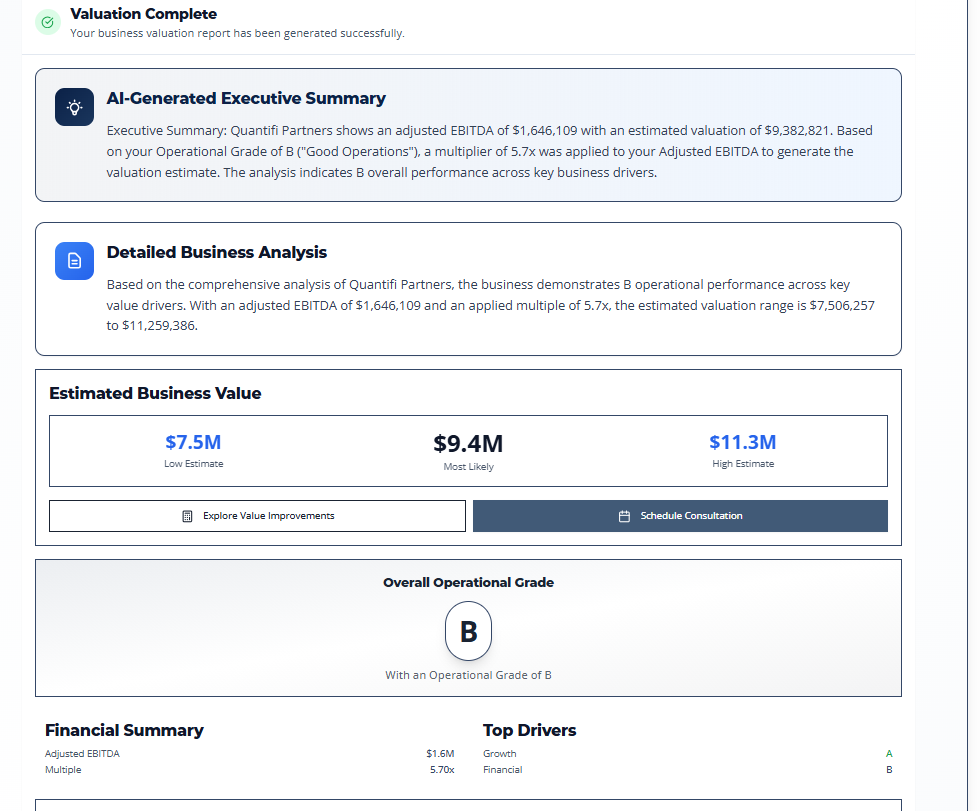 Valuation Complete
Your business valuation report has been generated successfully.
AI-Generated Executive Summary
Executive Summary: Quantifi Partners shows an adjusted EBITDA of $1,646,109 with an estimated valuation of $9,382,821. Based
on your Operational Grade of B ("Good Operations"), a multiplier of 5.7x was applied to your Adjusted EBITDA to generate the
valuation estimate. The analysis indicates B overall performance across key business drivers.
Detailed Business Analysis
Based on the comprehensive analysis of Quantifi Partners, the business demonstrates B operational performance across key
value drivers. With an adjusted EBITDA of $1,646,109 and an applied multiple of 5.7x, the estimated valuation range is $7,506,257
to $11,259,386.
Estimated Business Value
$7.5M
Low Estimate
$9.4M
Most Likely
$11.3M
High Estimate
Explore Value Improvements
Schedule Consultation
Overall Operational Grade
B
With an Operational Grade of B
Financial Summary
Adjusted EBITDA $1.6M
Multiple 5.70x
Top Drivers
Growth A
Financial B